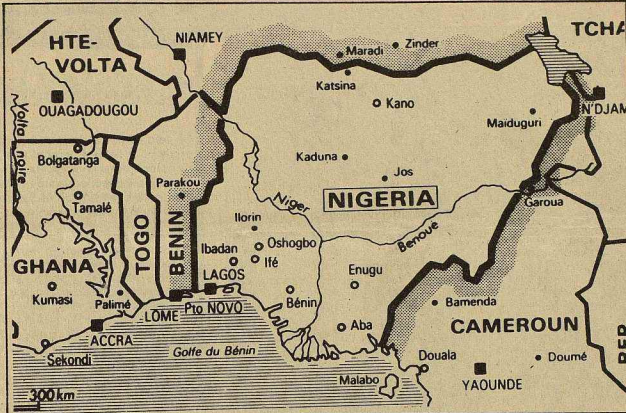 HTE-
VOLTA
NIAMEY
Maradi
Zinder
TCHA
OUAGADOUGOU
Katsina
Kano
N'DJAM
Volta noire
Bolgatanga
Maïduguri
Kaduna
Jos
Parakou
NIGERIA
Garoua
Tamalé
Niger
TOGO
BENIN
Ilorin
Benoue
Ibadan
Oshogbo
GHANA
Ifé
LAGOS
Enugu
Kumasi
Palimé
Bénin
Bamenda
LOME
Pto NOVO
ACCRA
Aba
CAMEROUN
Golfe du Bénin
Sekondi
Douala
Doumé
Malabo
YAOUNDE
300 km